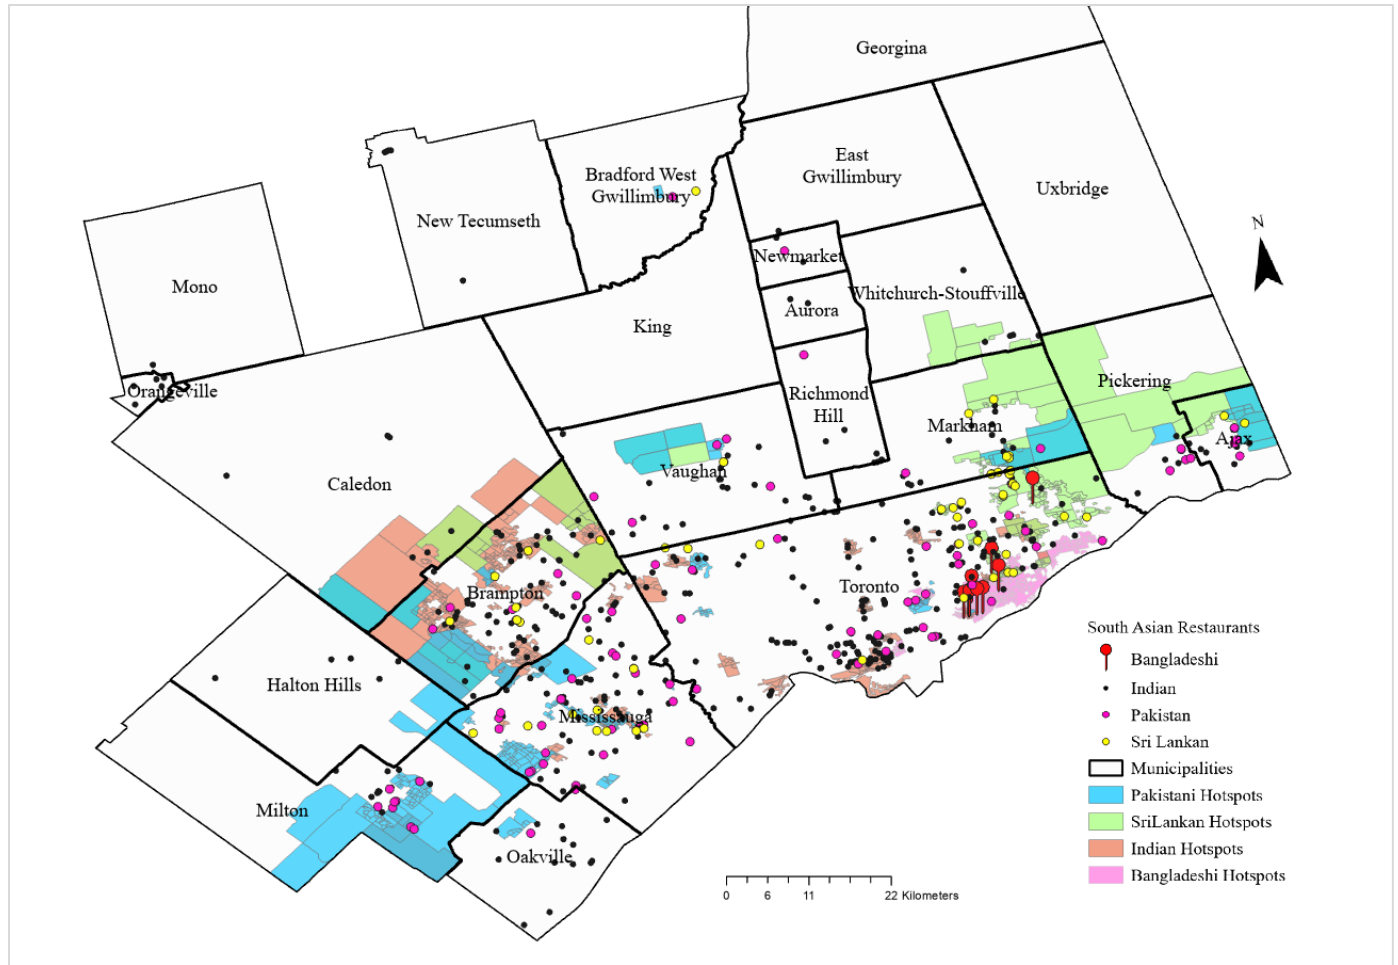 Georgina
N
East
Gwillimbury
Bradford West
Gwillimbury
Uxbridge
New Tecumseth
Newmarket
Mono
Whitchurch-Stouffville
Aurora
King
Pickering
Orangeville
Richmond
Hill
Markham
Ajax
Vaughan
Caledon
Toronto
Brampton
Halton Hills
Mississauga
Milton
Oakville
South Asian Restaurants
Bangladeshi
Indian
Pakistan
Sri Lankan
Municipalities
Pakistani Hotspots
SriLankan Hotspots
Indian Hotspots
Bangladeshi Hotspots
0 6 11 22 Kilometers